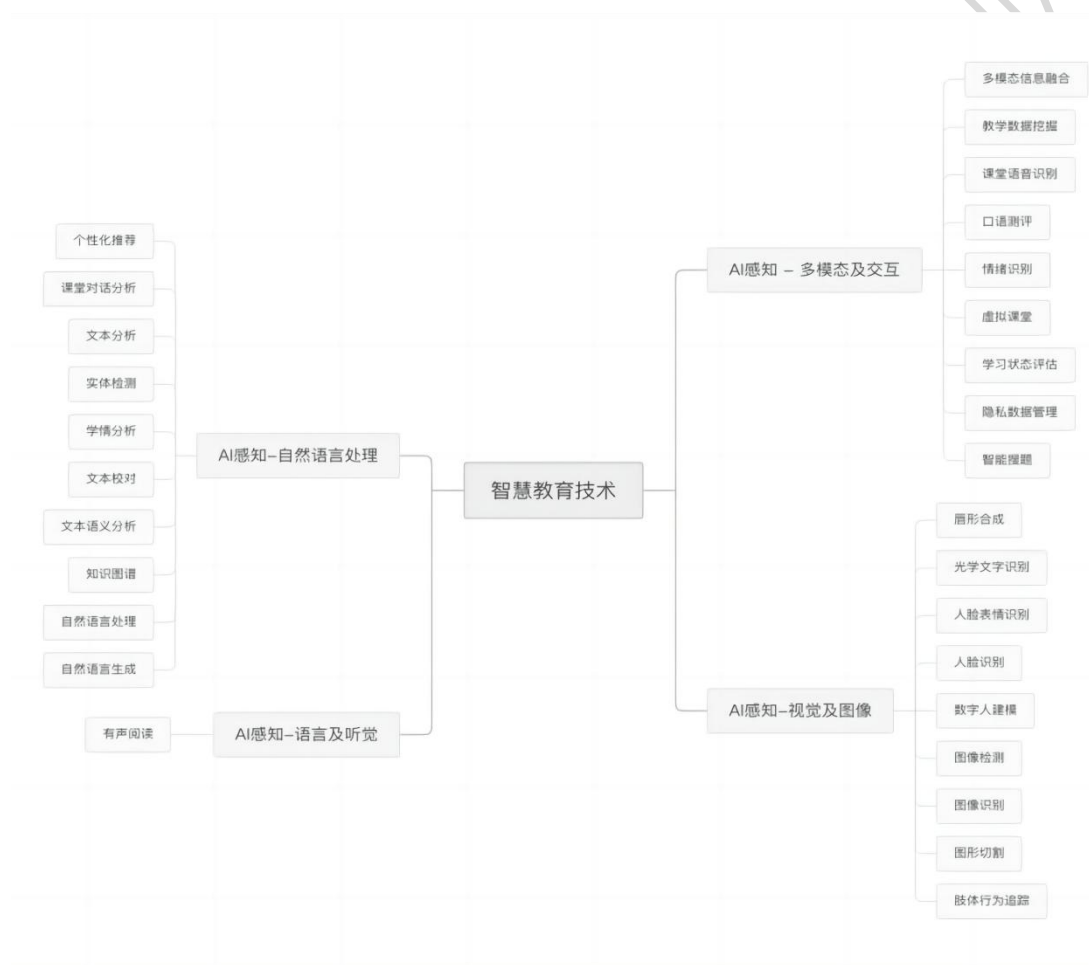 智慧教育技术
AI感知 - 多模态及交互
多模态信息融合
教学数据挖掘
课堂语音识别
口语测评
情绪识别
虚拟课堂
学习状态评估
隐私数据管理
智能搜题
AI感知-视觉及图像
唇形合成
光学文字识别
人脸表情识别
人脸识别
数字人建模
图像检测
图像识别
图形切割
肢体行为追踪
AI感知-自然语言处理
个性化推荐
课堂对话分析
文本分析
实体检测
学情分析
文本校对
文本语义分析
知识图谱
自然语言处理
自然语言生成
AI感知-语言及听觉
有声阅读